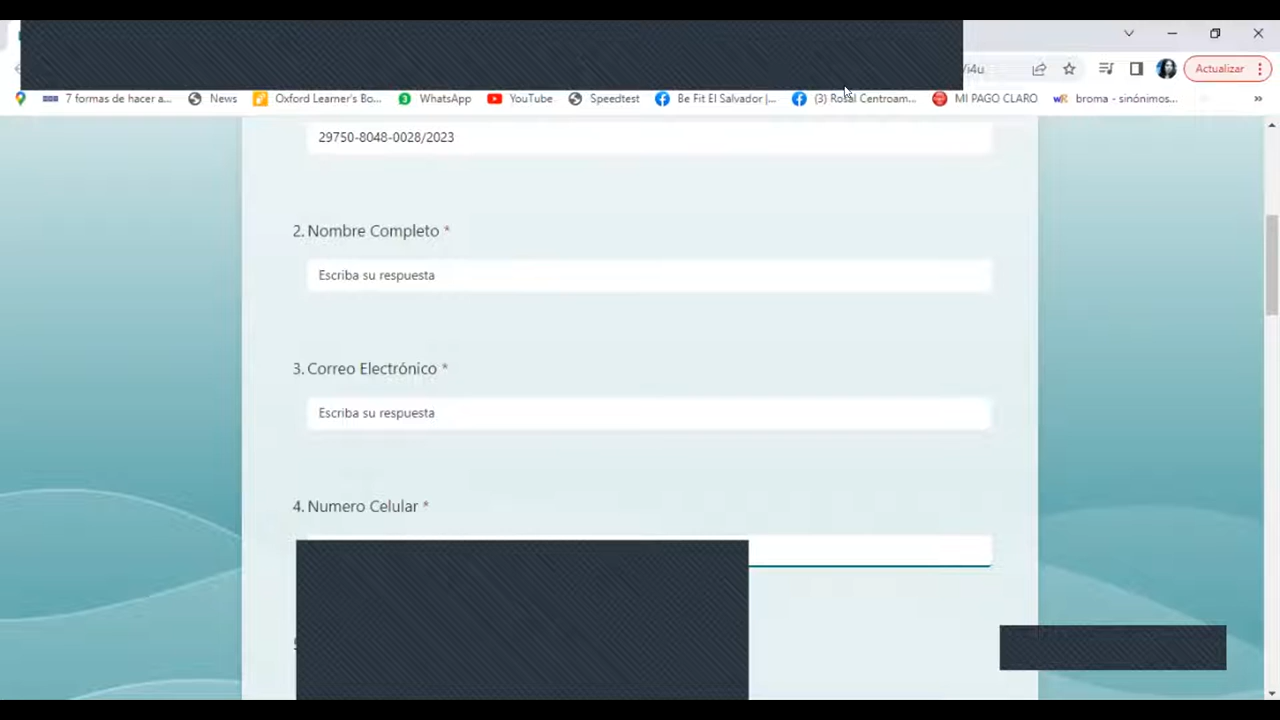 /i4u
Actualizar
7 formas de hacer a...
News
Oxford Learner's Bo...
WhatsApp
YouTube
Speedtest
Be Fit El Salvador |...
(3) Rosal Centroam...
MI PAGO CLARO
wR broma - sinónimos...
»
29750-8048-0028/2023
2. Nombre Completo *
Escriba su respuesta
3. Correo Electrónico *
Escriba su respuesta
4. Numero Celular *